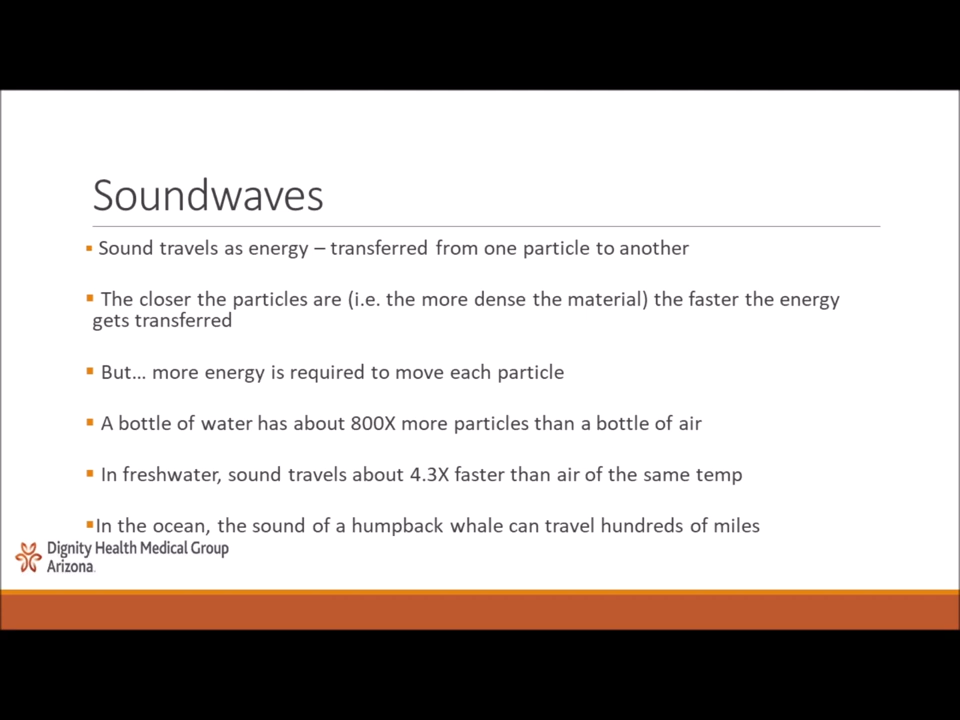 Soundwaves
▪ Sound travels as energy – transferred from one particle to another
▪ The closer the particles are (i.e. the more dense the material) the faster the energy
gets transferred
▪ But… more energy is required to move each particle
▪ A bottle of water has about 800X more particles than a bottle of air
▪ In freshwater, sound travels about 4.3X faster than air of the same temp
▪In the ocean, the sound of a humpback whale can travel hundreds of miles
Dignity Health Medical Group
Arizona.